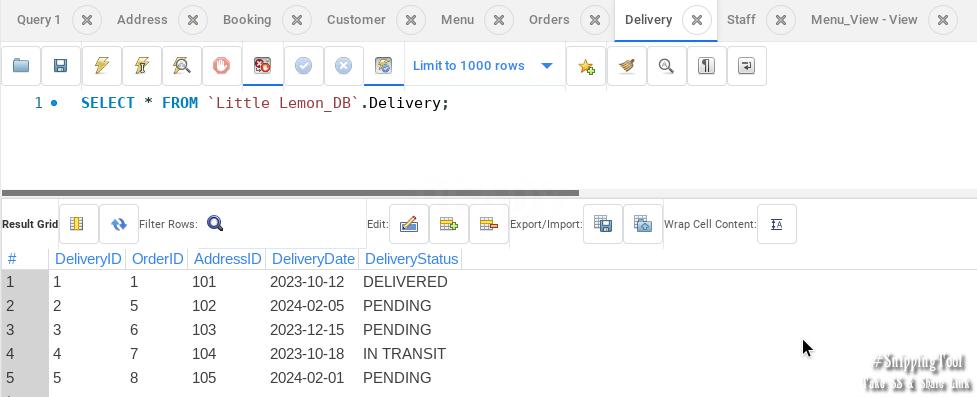 Query 1 Address Booking Customer Menu Orders Delivery Staff Menu_View - View
Limit to 1000 rows
1 SELECT * FROM `Little Lemon_DB`.Delivery;
Result Grid Filter Rows: Edit: Export/Import: Wrap Cell Content:
# DeliveryID OrderID AddressID DeliveryDate DeliveryStatus
1 1 1 101 2023-10-12 DELIVERED
2 2 5 102 2024-02-05 PENDING
3 3 6 103 2023-12-15 PENDING
4 4 7 104 2023-10-18 IN TRANSIT
5 5 8 105 2024-02-01 PENDING
#SnippingTool
Take SS & Share Link